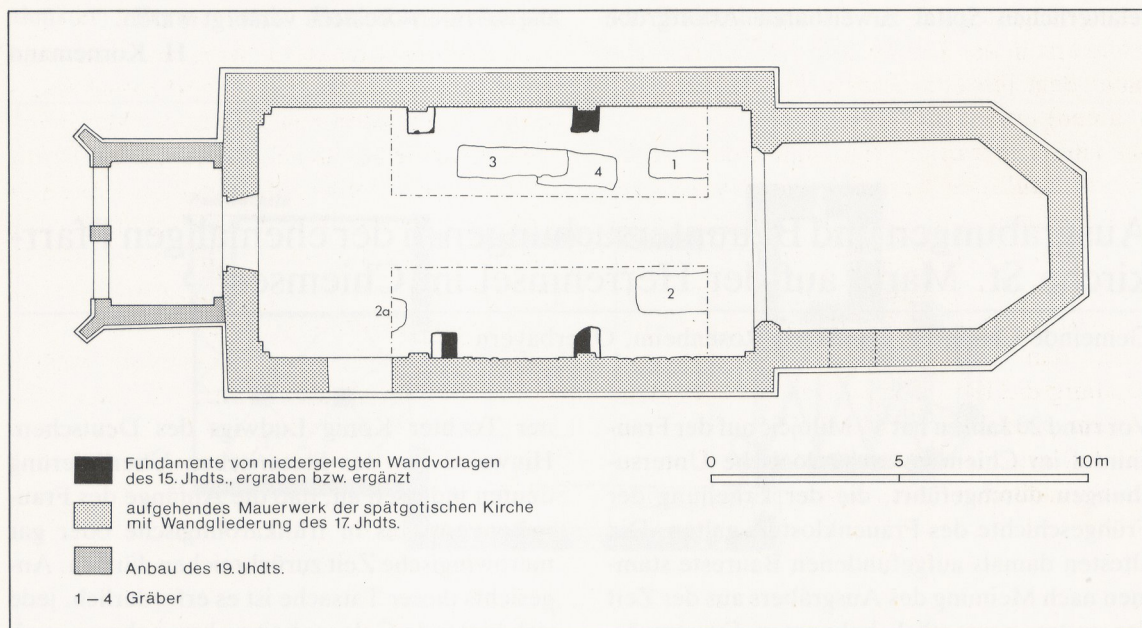 3
4
1
2
2a
0 5 10m
Fundamente von niedergelegten Wandvorlagen
des 15. Jhdts., ergraben bzw. ergänzt
aufgehendes Mauerwerk der spätgotischen Kirche
mit Wandgliederung des 17. Jhdts.
Anbau des 19. Jhdts.
1 – 4 Gräber